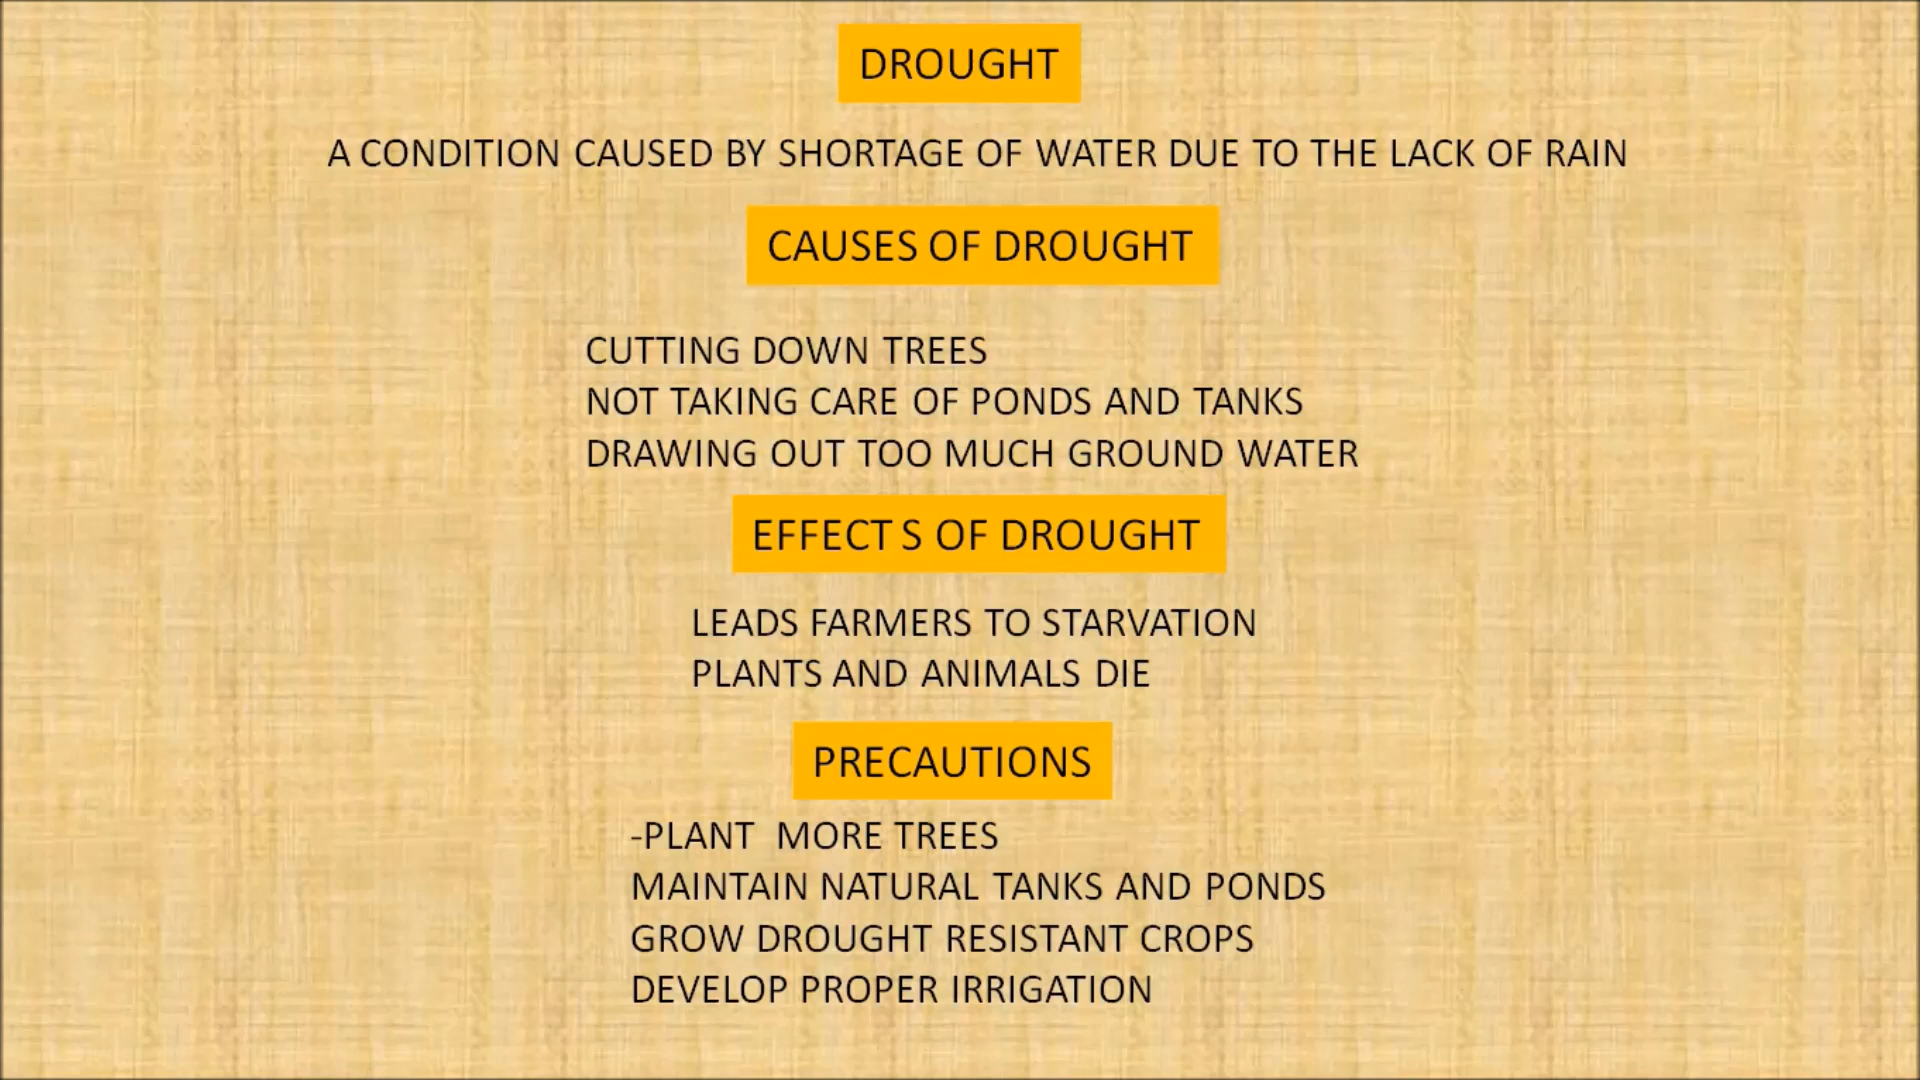 DROUGHT
A CONDITION CAUSED BY SHORTAGE OF WATER DUE TO THE LACK OF RAIN
CAUSES OF DROUGHT
CUTTING DOWN TREES
NOT TAKING CARE OF PONDS AND TANKS
DRAWING OUT TOO MUCH GROUND WATER
EFFECT S OF DROUGHT
LEADS FARMERS TO STARVATION
PLANTS AND ANIMALS DIE
PRECAUTIONS
-PLANT  MORE TREES
MAINTAIN NATURAL TANKS AND PONDS
GROW DROUGHT RESISTANT CROPS
DEVELOP PROPER IRRIGATION